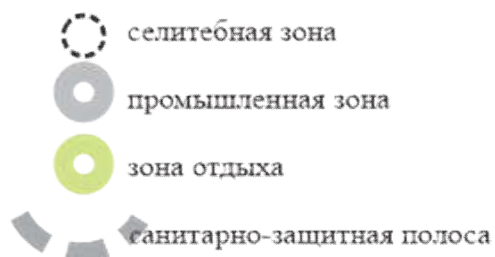 селитебная зона
промышленная зона
зона отдыха
санитарно-защитная полоса